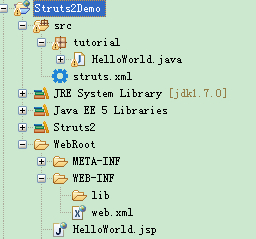 Struts2Demo
src
tutorial
HelloWorld.java
struts.xml
JRE System Library [jdk1.7.0]
Java EE 5 Libraries
Struts2
WebRoot
META-INF
WEB-INF
lib
web.xml
HelloWorld.jsp